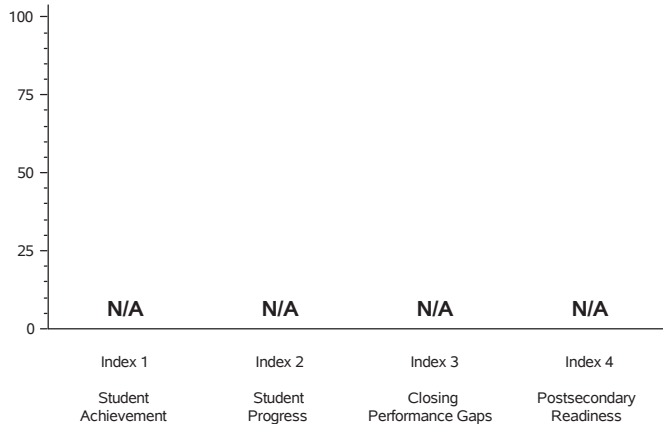 100
75
50
25
0
N/A N/A N/A N/A
Index 1 Index 2 Index 3 Index 4
Student Student Closing Postsecondary
Achievement Progress Performance Gaps Readiness